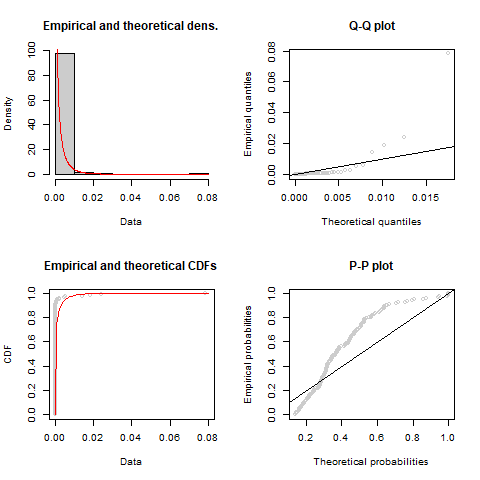 Empirical and theoretical dens.
Density
0 20 40 60 80 100
0.00 0.02 0.04 0.06 0.08
Data
Q-Q plot
Empirical quantiles
0.00 0.02 0.04 0.06 0.08
0.000 0.005 0.010 0.015
Theoretical quantiles
Empirical and theoretical CDFs
CDF
0.0 0.2 0.4 0.6 0.8 1.0
0.00 0.02 0.04 0.06 0.08
Data
P-P plot
Empirical probabilities
0.0 0.2 0.4 0.6 0.8 1.0
0.2 0.4 0.6 0.8 1.0
Theoretical probabilities